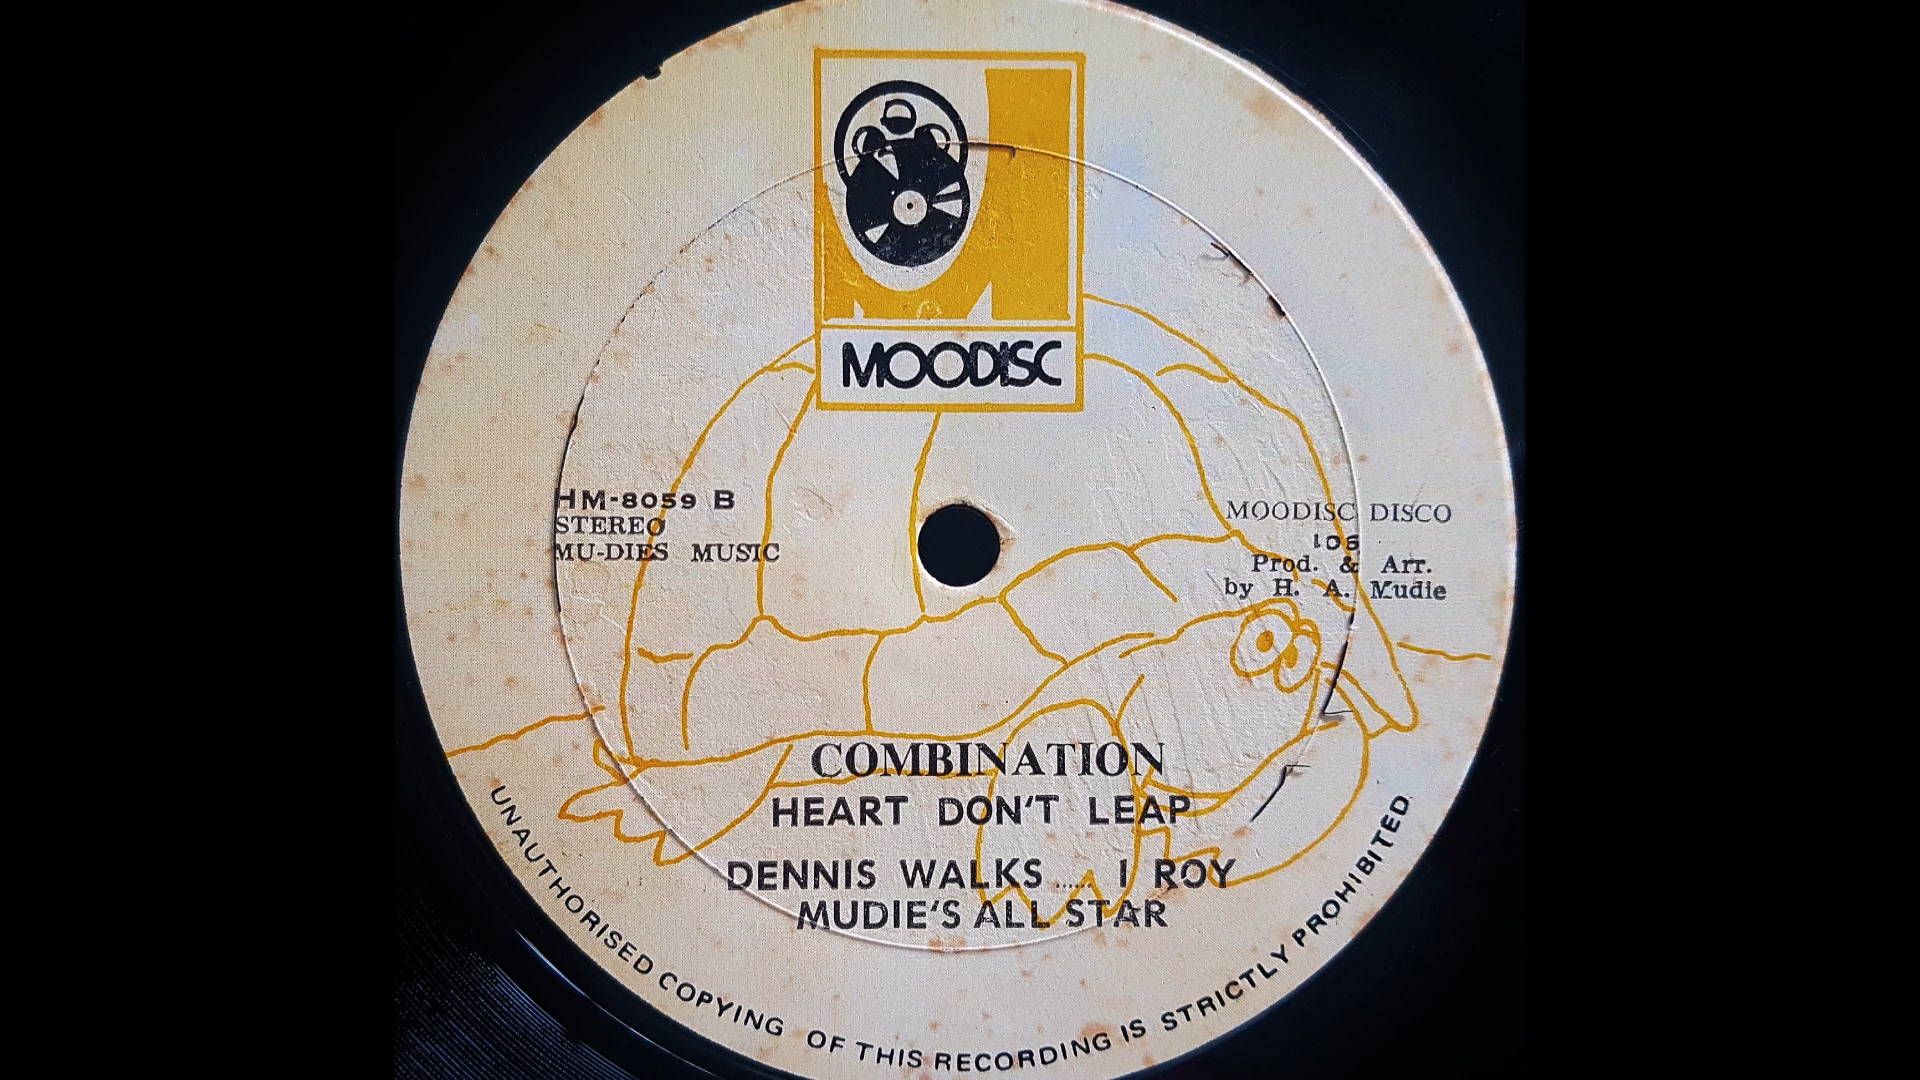 MOODISC
HM-8059 B
STEREO
MU-DIES MUSIC
MOODISC DISCO
106
Prod. & Arr.
by H. A. Mudie
COMBINATION
HEART DON'T LEAP
DENNIS WALKS ..... I ROY
MUDIE'S ALL STAR
UNAUTHORISED COPYING OF THIS RECORDING IS STRICTLY PROHIBITED.